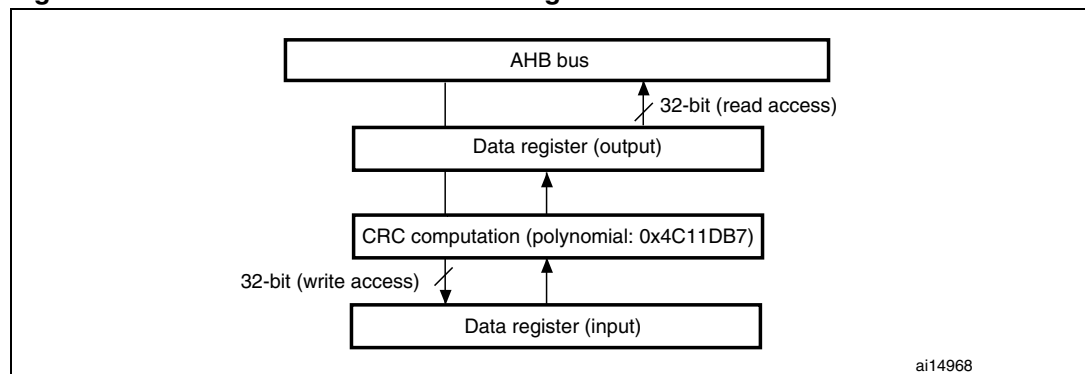 AHB bus
32-bit (read access)
Data register (output)
CRC computation (polynomial: 0x4C11DB7)
32-bit (write access)
Data register (input)
ai14968